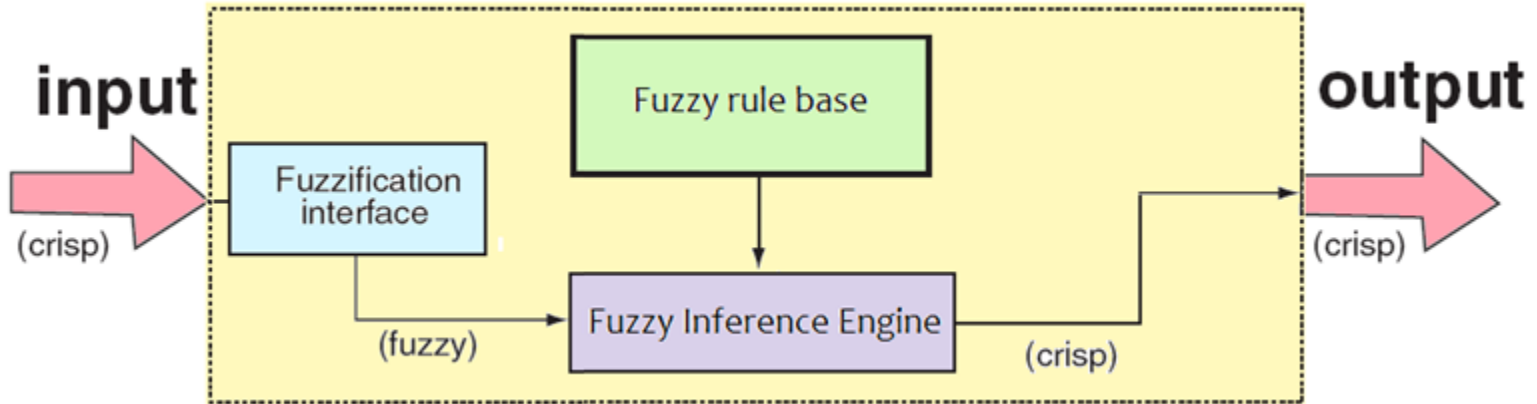 input
(crisp)
Fuzzification
interface
(fuzzy)
Fuzzy rule base
Fuzzy Inference Engine
(crisp)
output
(crisp)